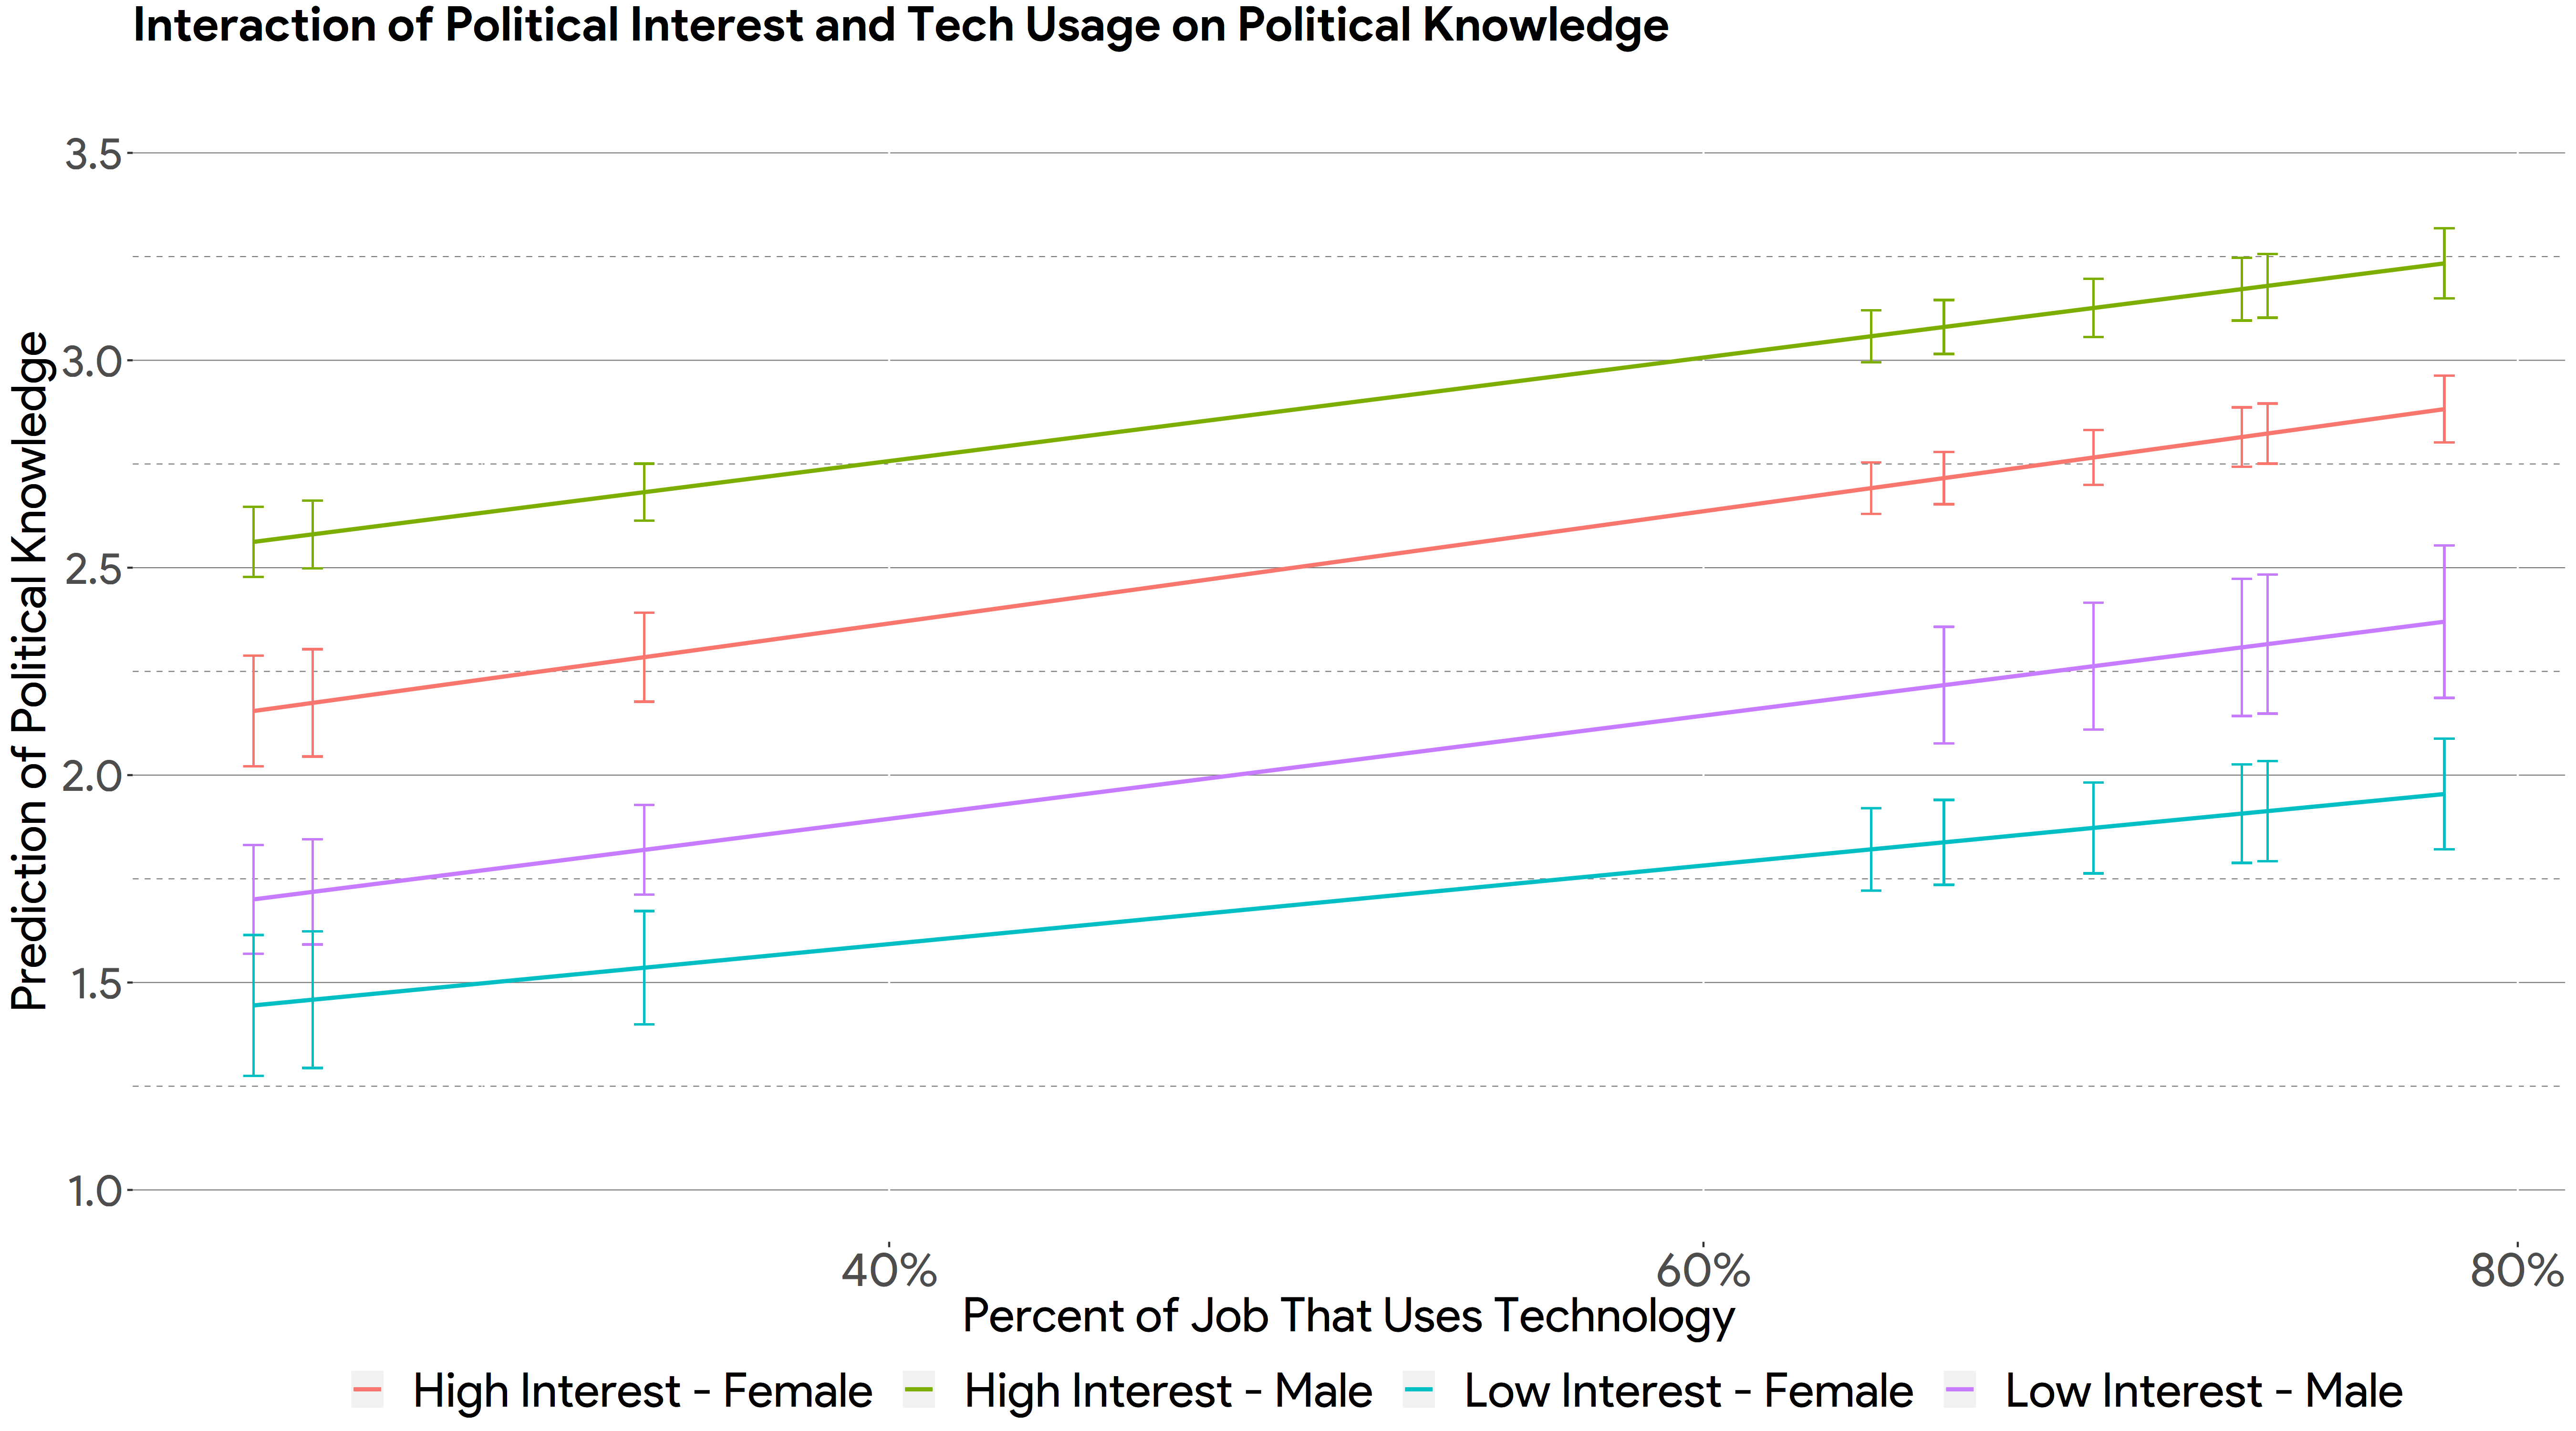 Interaction of Political Interest and Tech Usage on Political Knowledge
Prediction of Political Knowledge
3.5
3.0
2.5
2.0
1.5
1.0
40% 60% 80%
Percent of Job That Uses Technology
High Interest - Female High Interest - Male Low Interest - Female Low Interest - Male